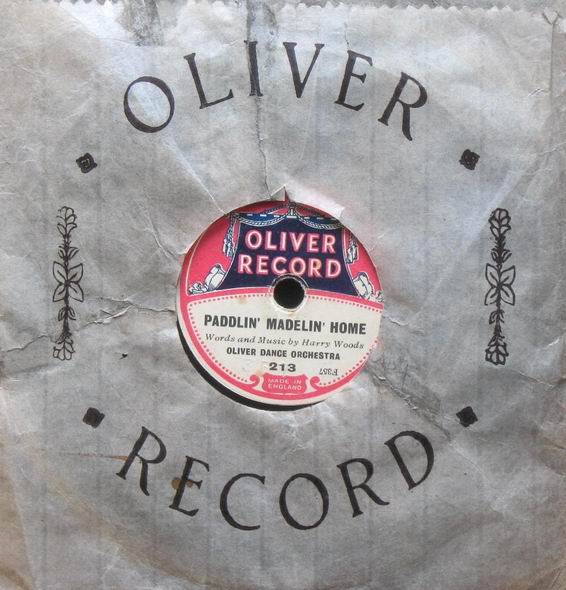 OLIVER
OLIVER
RECORD
PADDLIN' MADELIN' HOME
Words and Music by Harry Woods
OLIVER DANCE ORCHESTRA
213
F357
MADE IN
ENGLAND
RECORD